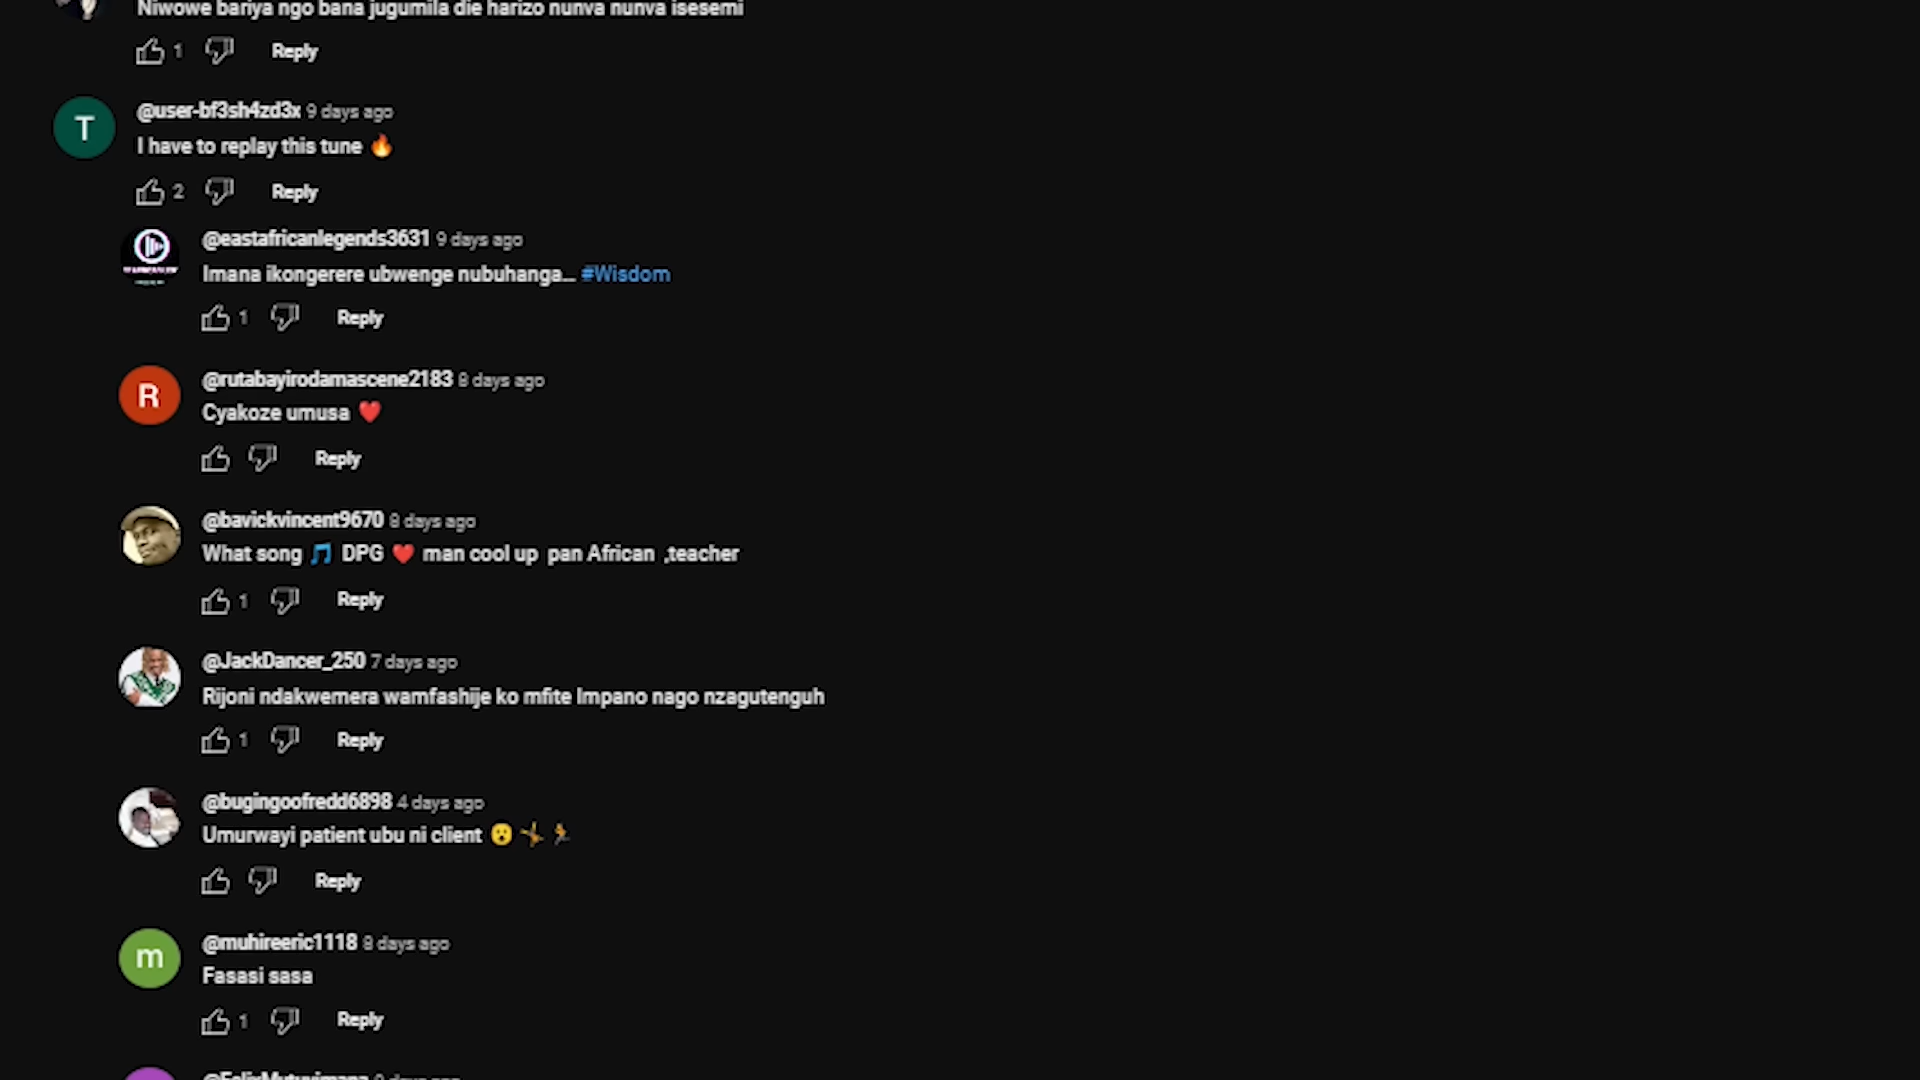 Niwowe bariya ngo bana jugumila die harizo nunva nunva isesemi
1 Reply
T
@user-bf3sh4zd3x 9 days ago
I have to replay this tune 🔥
2 Reply
@eastafricanlegends3631 9 days ago
Imana ikongerere ubwenge nubuhanga... #Wisdom
1 Reply
R
@rutabayirodamascene2183 8 days ago
Cyakoze umusa ❤️
Reply
@bavickvincent9670 8 days ago
What song 🎵 DPG ❤️ man cool up pan African ,teacher
1 Reply
@JackDancer_250 7 days ago
Rijoni ndakwemera wamfashije ko mfite Impano nago nzagutenguh
1 Reply
@bugingoofredd6898 4 days ago
Umurwayi patient ubu ni client 😮🤸🏃
Reply
m
@muhireeric1118 8 days ago
Fasasi sasa
1 Reply